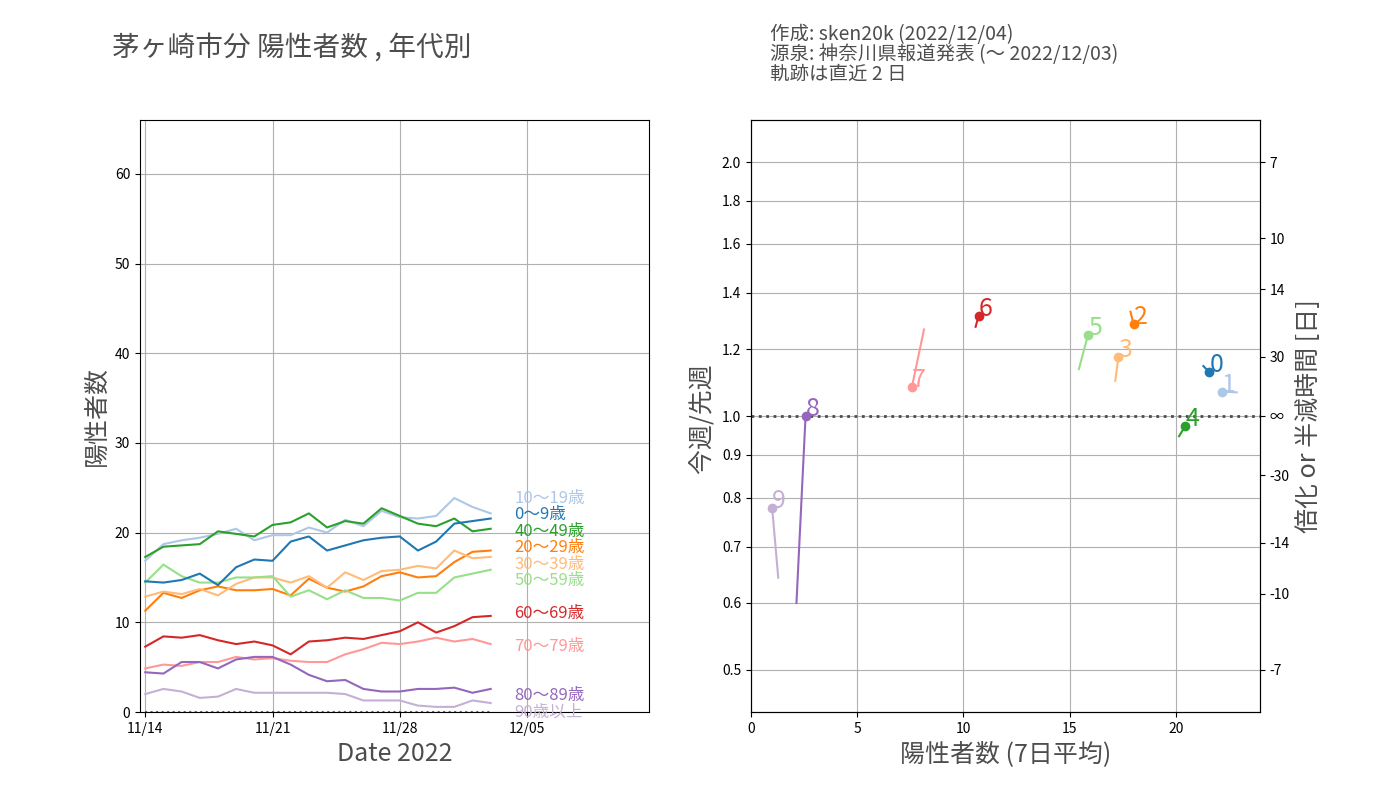 茅ヶ崎市分 陽性者数 , 年代別
作成: sken20k (2022/12/04)
源泉: 神奈川県報道発表 (〜 2022/12/03)
軌跡は直近 2 日
陽性者数
60
50
40
30
20
10
0
10〜19歳
0〜9歳
40〜49歳
20〜29歳
30〜39歳
50〜59歳
60〜69歳
70〜79歳
80〜89歳
90歳以上
11/14
11/21
11/28
12/05
Date 2022
今週/先週
2.0
1.8
1.6
1.4
1.2
1.0
0.9
0.8
0.7
0.6
0.5
6
2
5
3
0
7
1
8
4
9
7
10
14
30
∞
-30
-14
-10
-7
倍化 or 半減時間 [日]
0
5
10
15
20
陽性者数 (7日平均)